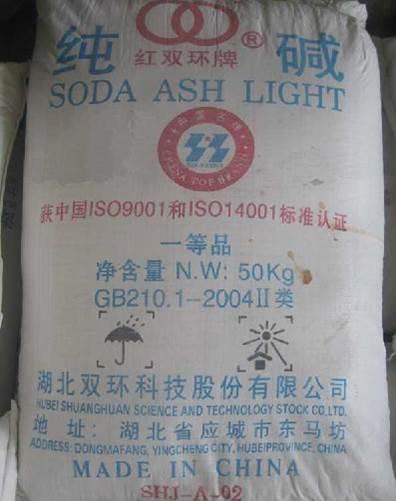 纯 红双环牌 ® 碱
SODA ASH LIGHT
CHINA TOP BRAND
获中国ISO9001和ISO14001标准认证
一等品
净含量 N.W: 50Kg
GB210.1-2004Ⅱ类
湖北双环科技股份有限公司
HUBEI SHUANGHUAN SCIENCE AND TECHNOLOGY STOCK CO.LTD.
地 址: 湖北省应城市东马坊
ADDRESS: DONGMAFANG, YINGCHENG CITY, HUBEIPROVINCE, CHINA
MADE IN CHINA
SHJ-A-02